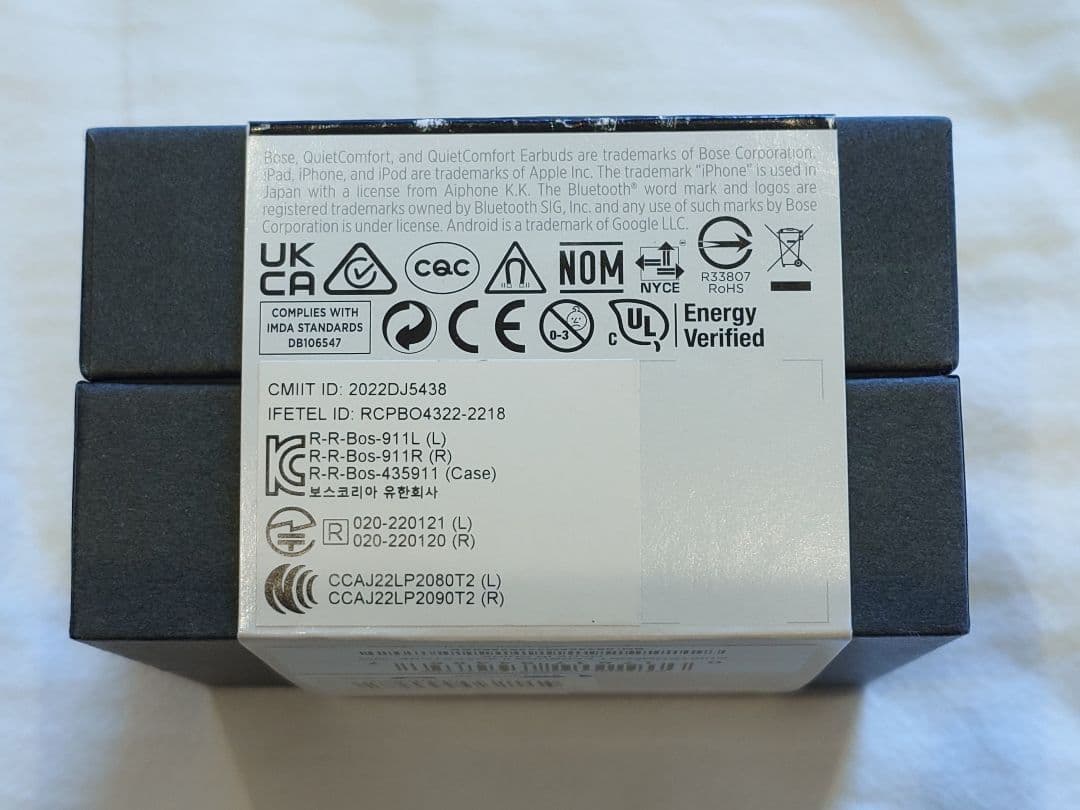 Bose, QuietComfort, and QuietComfort Earbuds are trademarks of Bose Corporation.
iPad, iPhone, and iPod are trademarks of Apple Inc. The trademark "iPhone" is used in
Japan with a license from Aiphone K.K. The Bluetooth® word mark and logos are
registered trademarks owned by Bluetooth SIG, Inc. and any use of such marks by Bose
Corporation is under license. Android is a trademark of Google LLC.
UK
CA
CQC
NOM
NYCE
R33807
RoHS
COMPLIES WITH
IMDA STANDARDS
DB106547
CE
0-3
c UL
Energy
Verified
CMIIT ID: 2022DJ5438
IFETEL ID: RCPBO4322-2218
R-R-Bos-911L (L)
R-R-Bos-911R (R)
R-R-Bos-435911 (Case)
보스코리아 유한회사
R
020-220121 (L)
020-220120 (R)
CCAJ22LP2080T2 (L)
CCAJ22LP2090T2 (R)